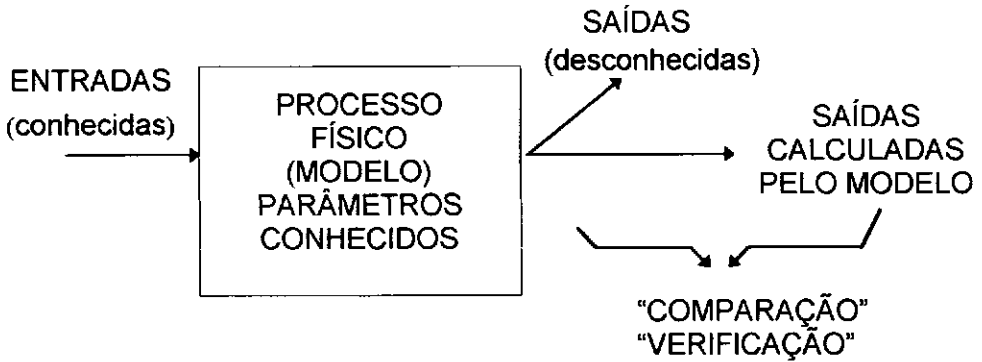 ENTRADAS
(conhecidas)
PROCESSO
FÍSICO
(MODELO)
PARÂMETROS
CONHECIDOS
SAÍDAS
(desconhecidas)
SAÍDAS
CALCULADAS
PELO MODELO
“COMPARAÇÃO”
“VERIFICAÇÃO”